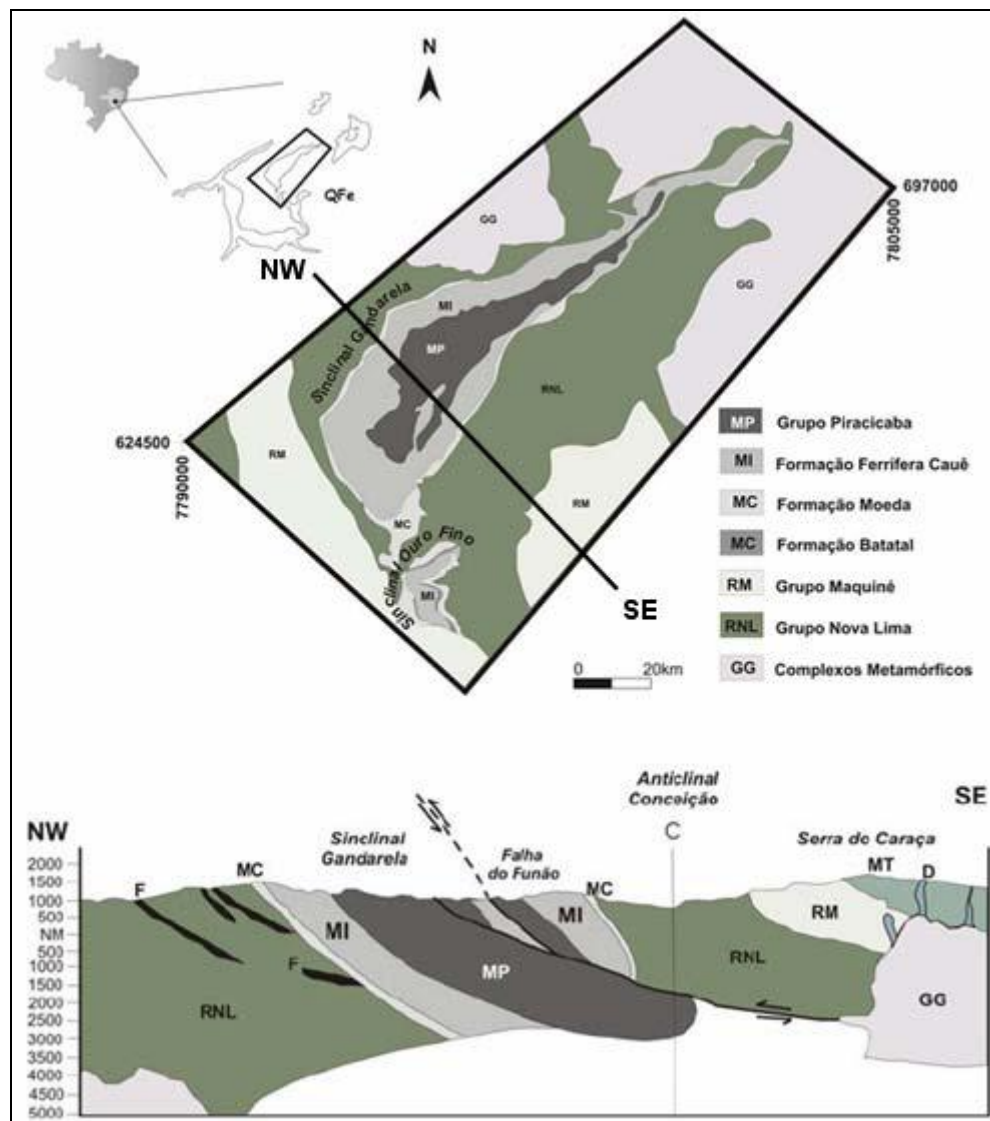 N
QFe
697000
7805000
GG
NW
Sinclinal Gandarela
MI
GG
MP
RNL
624500
7790000
RM
MC
Sinclinal Ouro Fino
MI
RM
SE
MP Grupo Piracicaba
MI Formação Ferrífera Cauê
MC Formação Moeda
MC Formação Batatal
RM Grupo Maquiné
RNL Grupo Nova Lima
GG Complexos Metamórficos
0 20km
Anticlinal
Conceição
SE
NW
Sinclinal
Gandarela
Falha
do Funão
C
Serra do Caraça
MT
D
2000
1500
1000
500
NM
500
1000
1500
2000
2500
3000
3500
4000
4500
5000
F
MC
MI
MP
F
RNL
MI
MC
RNL
RM
GG